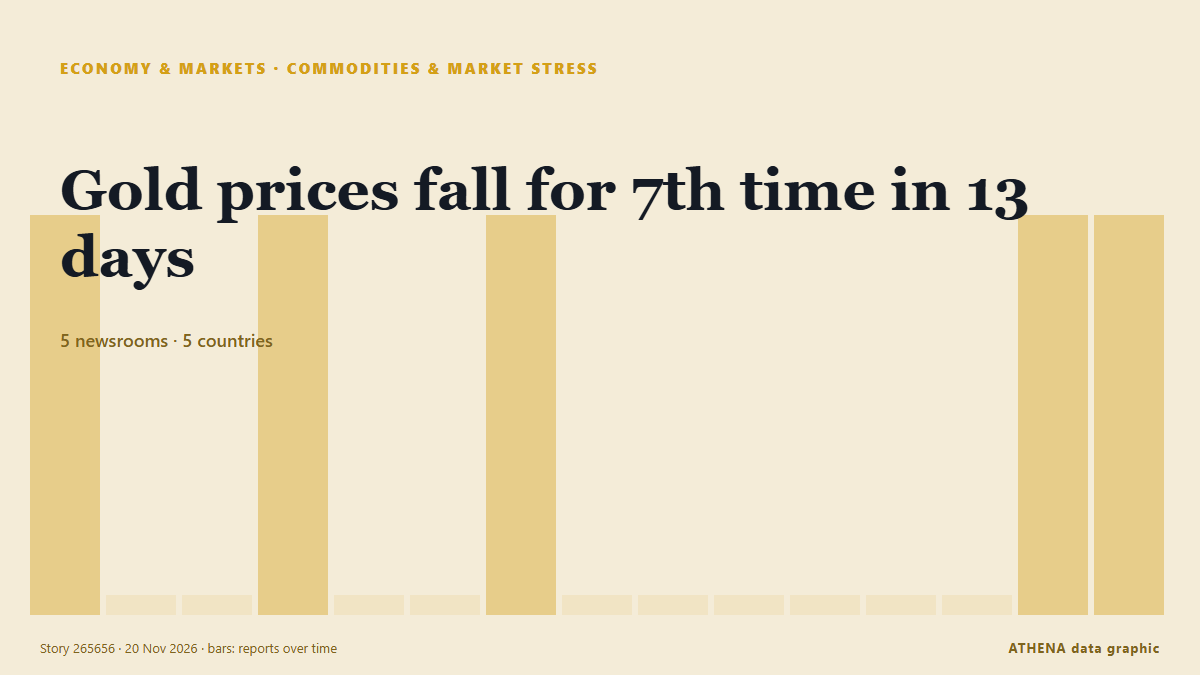 ECONOMY & MARKETS · COMMODITIES & MARKET STRESS
Gold prices fall for 7th time in 13
days
5 newsrooms · 5 countries
Story 265656 · 20 Nov 2026 · bars: reports over time
ATHENA data graphic